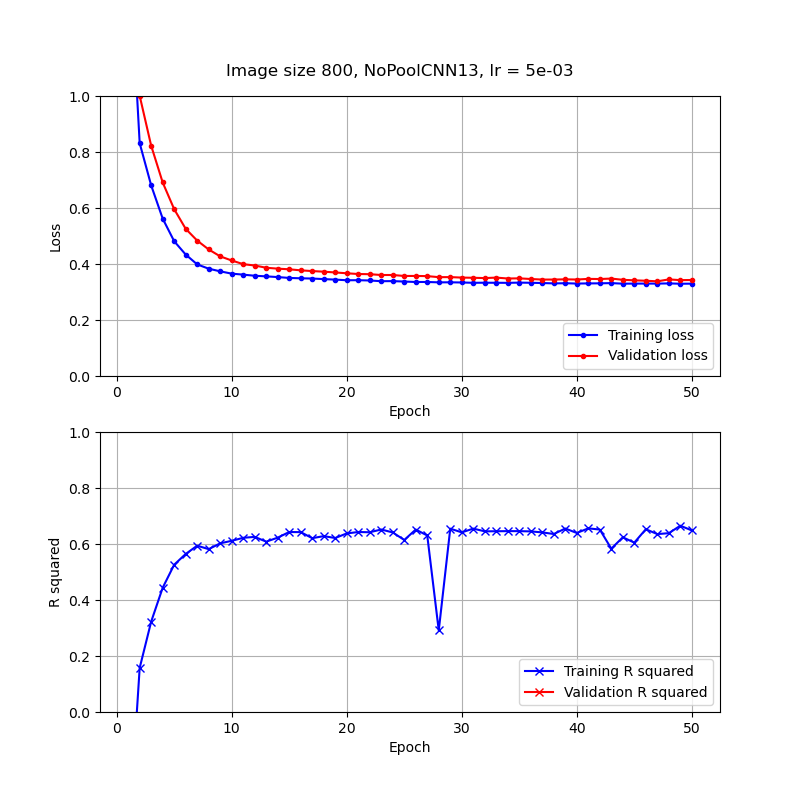 Image size 800, NoPoolCNN13, lr = 5e-03
1.0
0.8
0.6
0.4
0.2
0.0
Loss
0 10 20 30 40 50
Epoch
Training loss
Validation loss
1.0
0.8
0.6
0.4
0.2
0.0
R squared
0 10 20 30 40 50
Epoch
Training R squared
Validation R squared